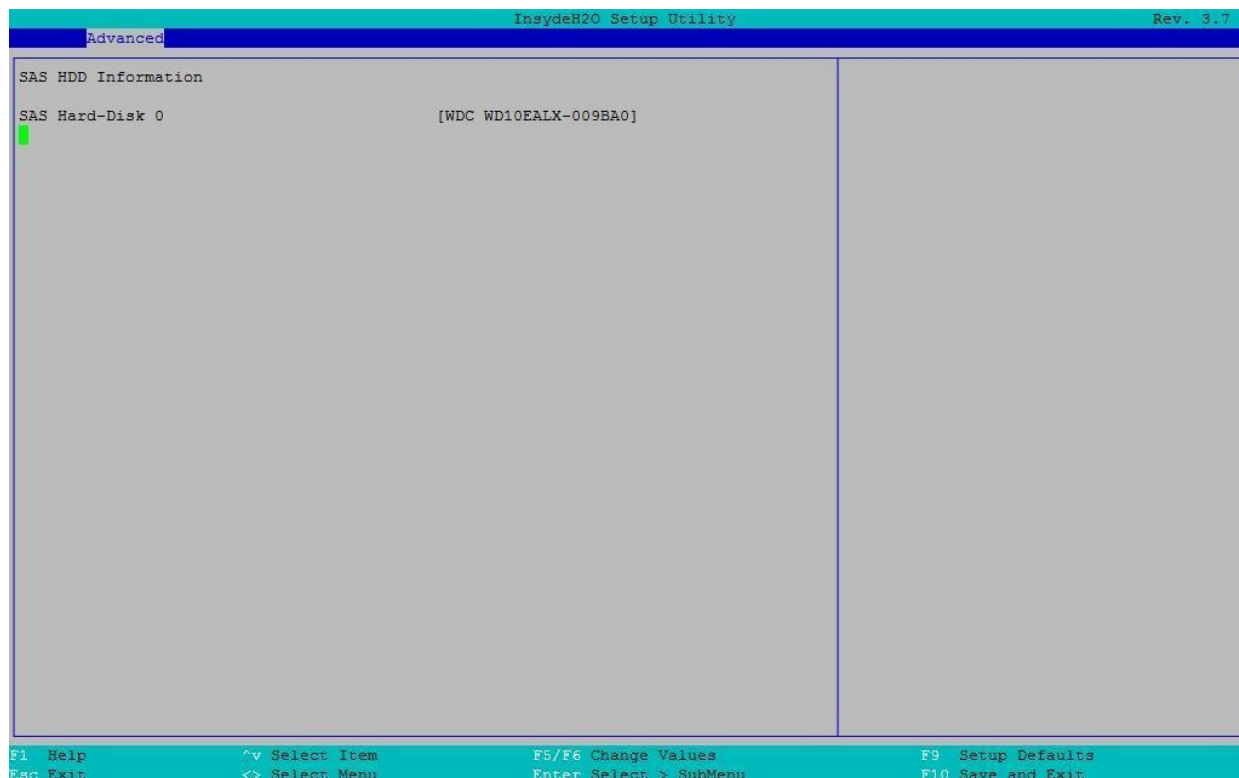 InsydeH2O Setup Utility Rev. 3.7
Advanced
SAS HDD Information
SAS Hard-Disk 0 [WDC WD10EALX-009BA0]
F1 Help ^v Select Item F5/F6 Change Values F9 Setup Defaults
Esc Exit <> Select Menu Enter Select > SubMenu F10 Save and Exit